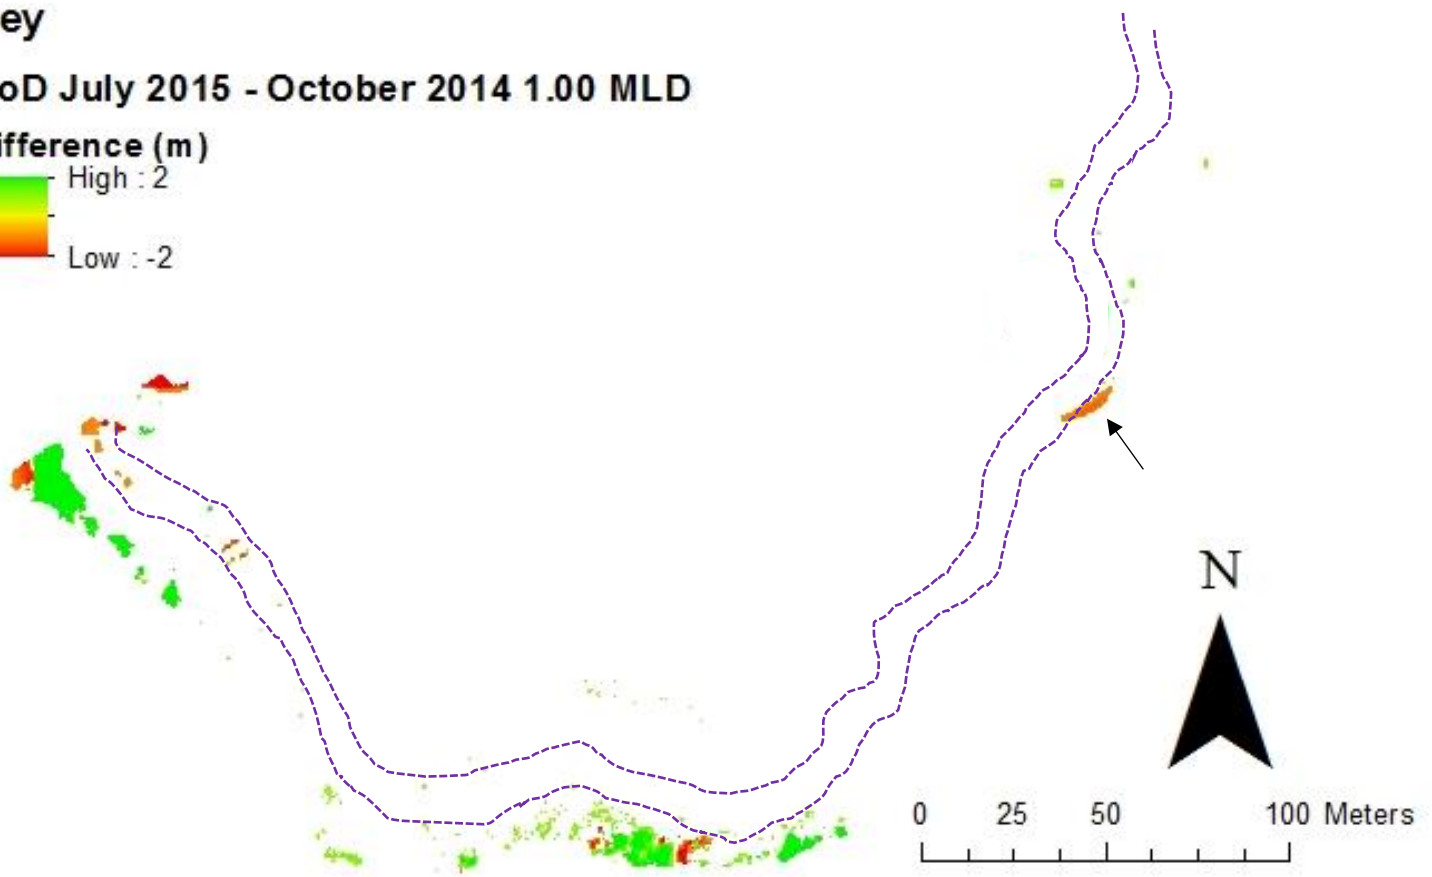 ey
oD July 2015 - October 2014 1.00 MLD
ifference (m)
High : 2
Low : -2
N
0 25 50 100 Meters